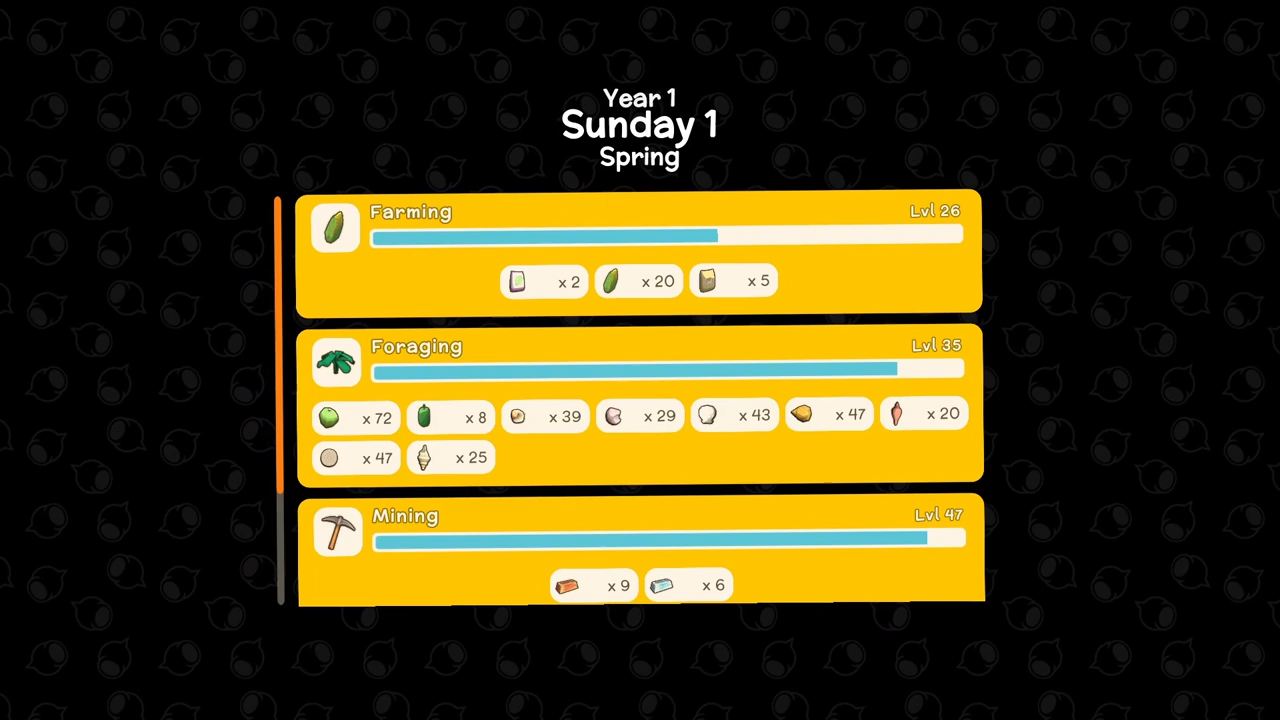 Year 1
Sunday 1
Spring
Farming Lvl 26
x 2 x 20 x 5
Foraging Lvl 35
x 72 x 8 x 39 x 29 x 43 x 47 x 20
x 47 x 25
Mining Lvl 47
x 9 x 6